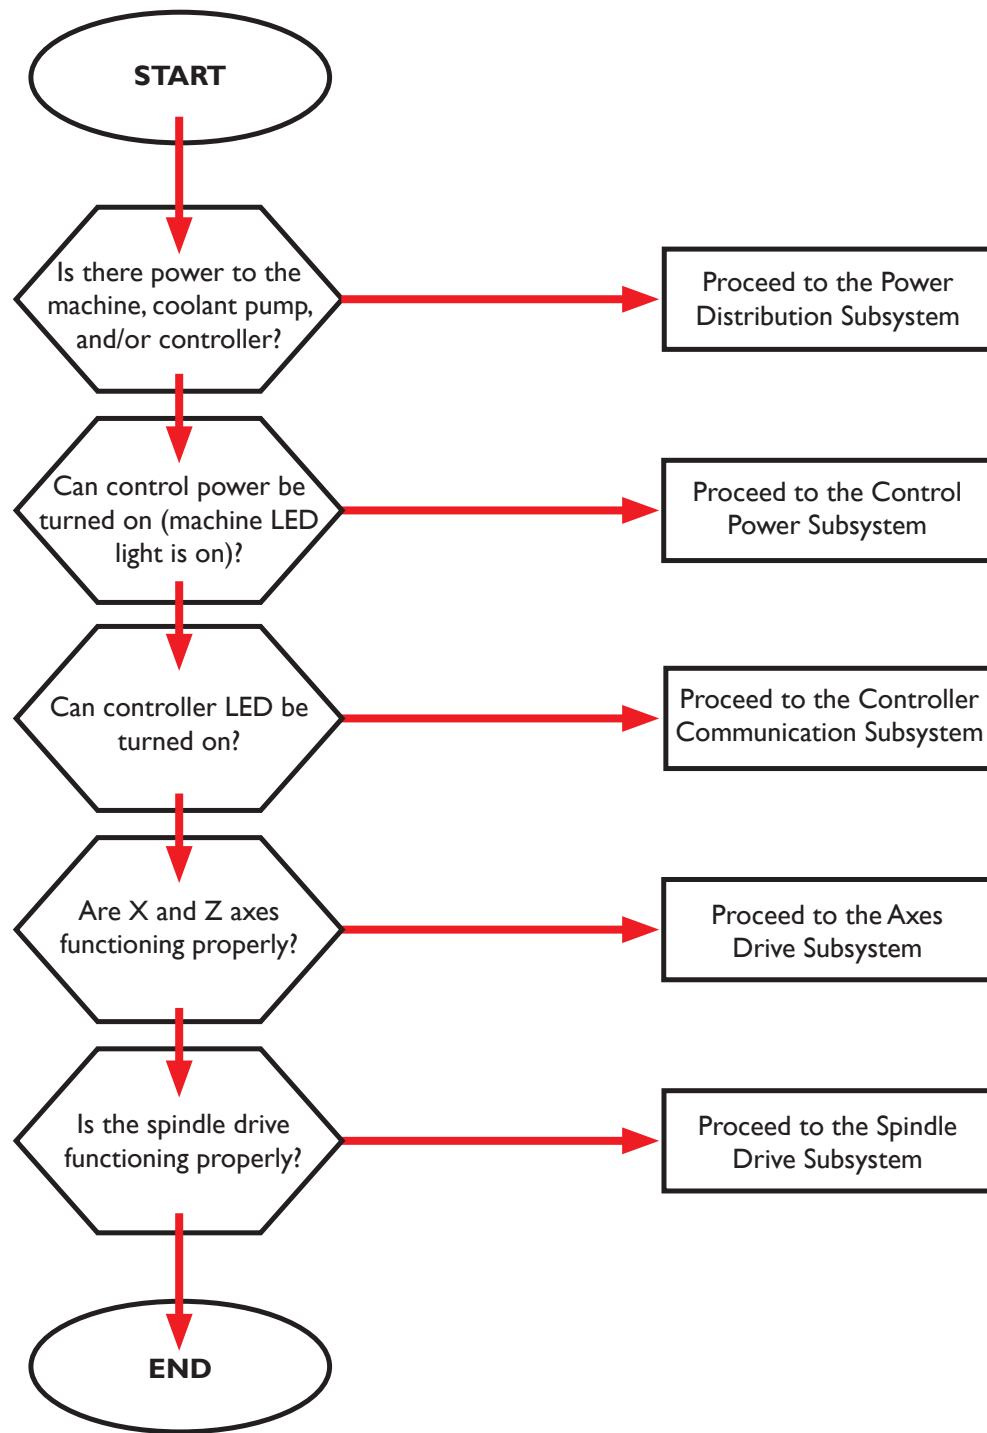 START
Is there power to the
machine, coolant pump,
and/or controller?
Proceed to the Power
Distribution Subsystem
Can control power be
turned on (machine LED
light is on)?
Proceed to the Control
Power Subsystem
Can controller LED be
turned on?
Proceed to the Controller
Communication Subsystem
Are X and Z axes
functioning properly?
Proceed to the Axes
Drive Subsystem
Is the spindle drive
functioning properly?
Proceed to the Spindle
Drive Subsystem
END